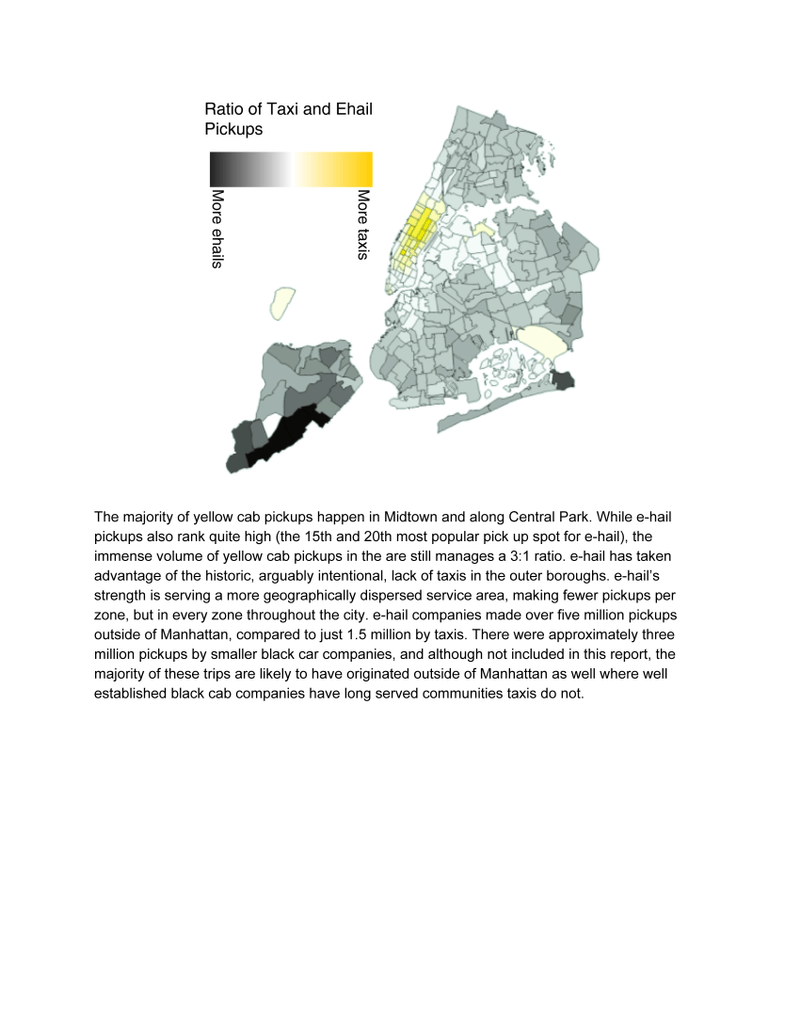 Ratio of Taxi and Ehail
Pickups
More ehails
More taxis
The majority of yellow cab pickups happen in Midtown and along Central Park. While e-hail
pickups also rank quite high (the 15th and 20th most popular pick up spot for e-hail), the
immense volume of yellow cab pickups in the are still manages a 3:1 ratio. e-hail has taken
advantage of the historic, arguably intentional, lack of taxis in the outer boroughs. e-hail’s
strength is serving a more geographically dispersed service area, making fewer pickups per
zone, but in every zone throughout the city. e-hail companies made over five million pickups
outside of Manhattan, compared to just 1.5 million by taxis. There were approximately three
million pickups by smaller black car companies, and although not included in this report, the
majority of these trips are likely to have originated outside of Manhattan as well where well
established black cab companies have long served communities taxis do not.